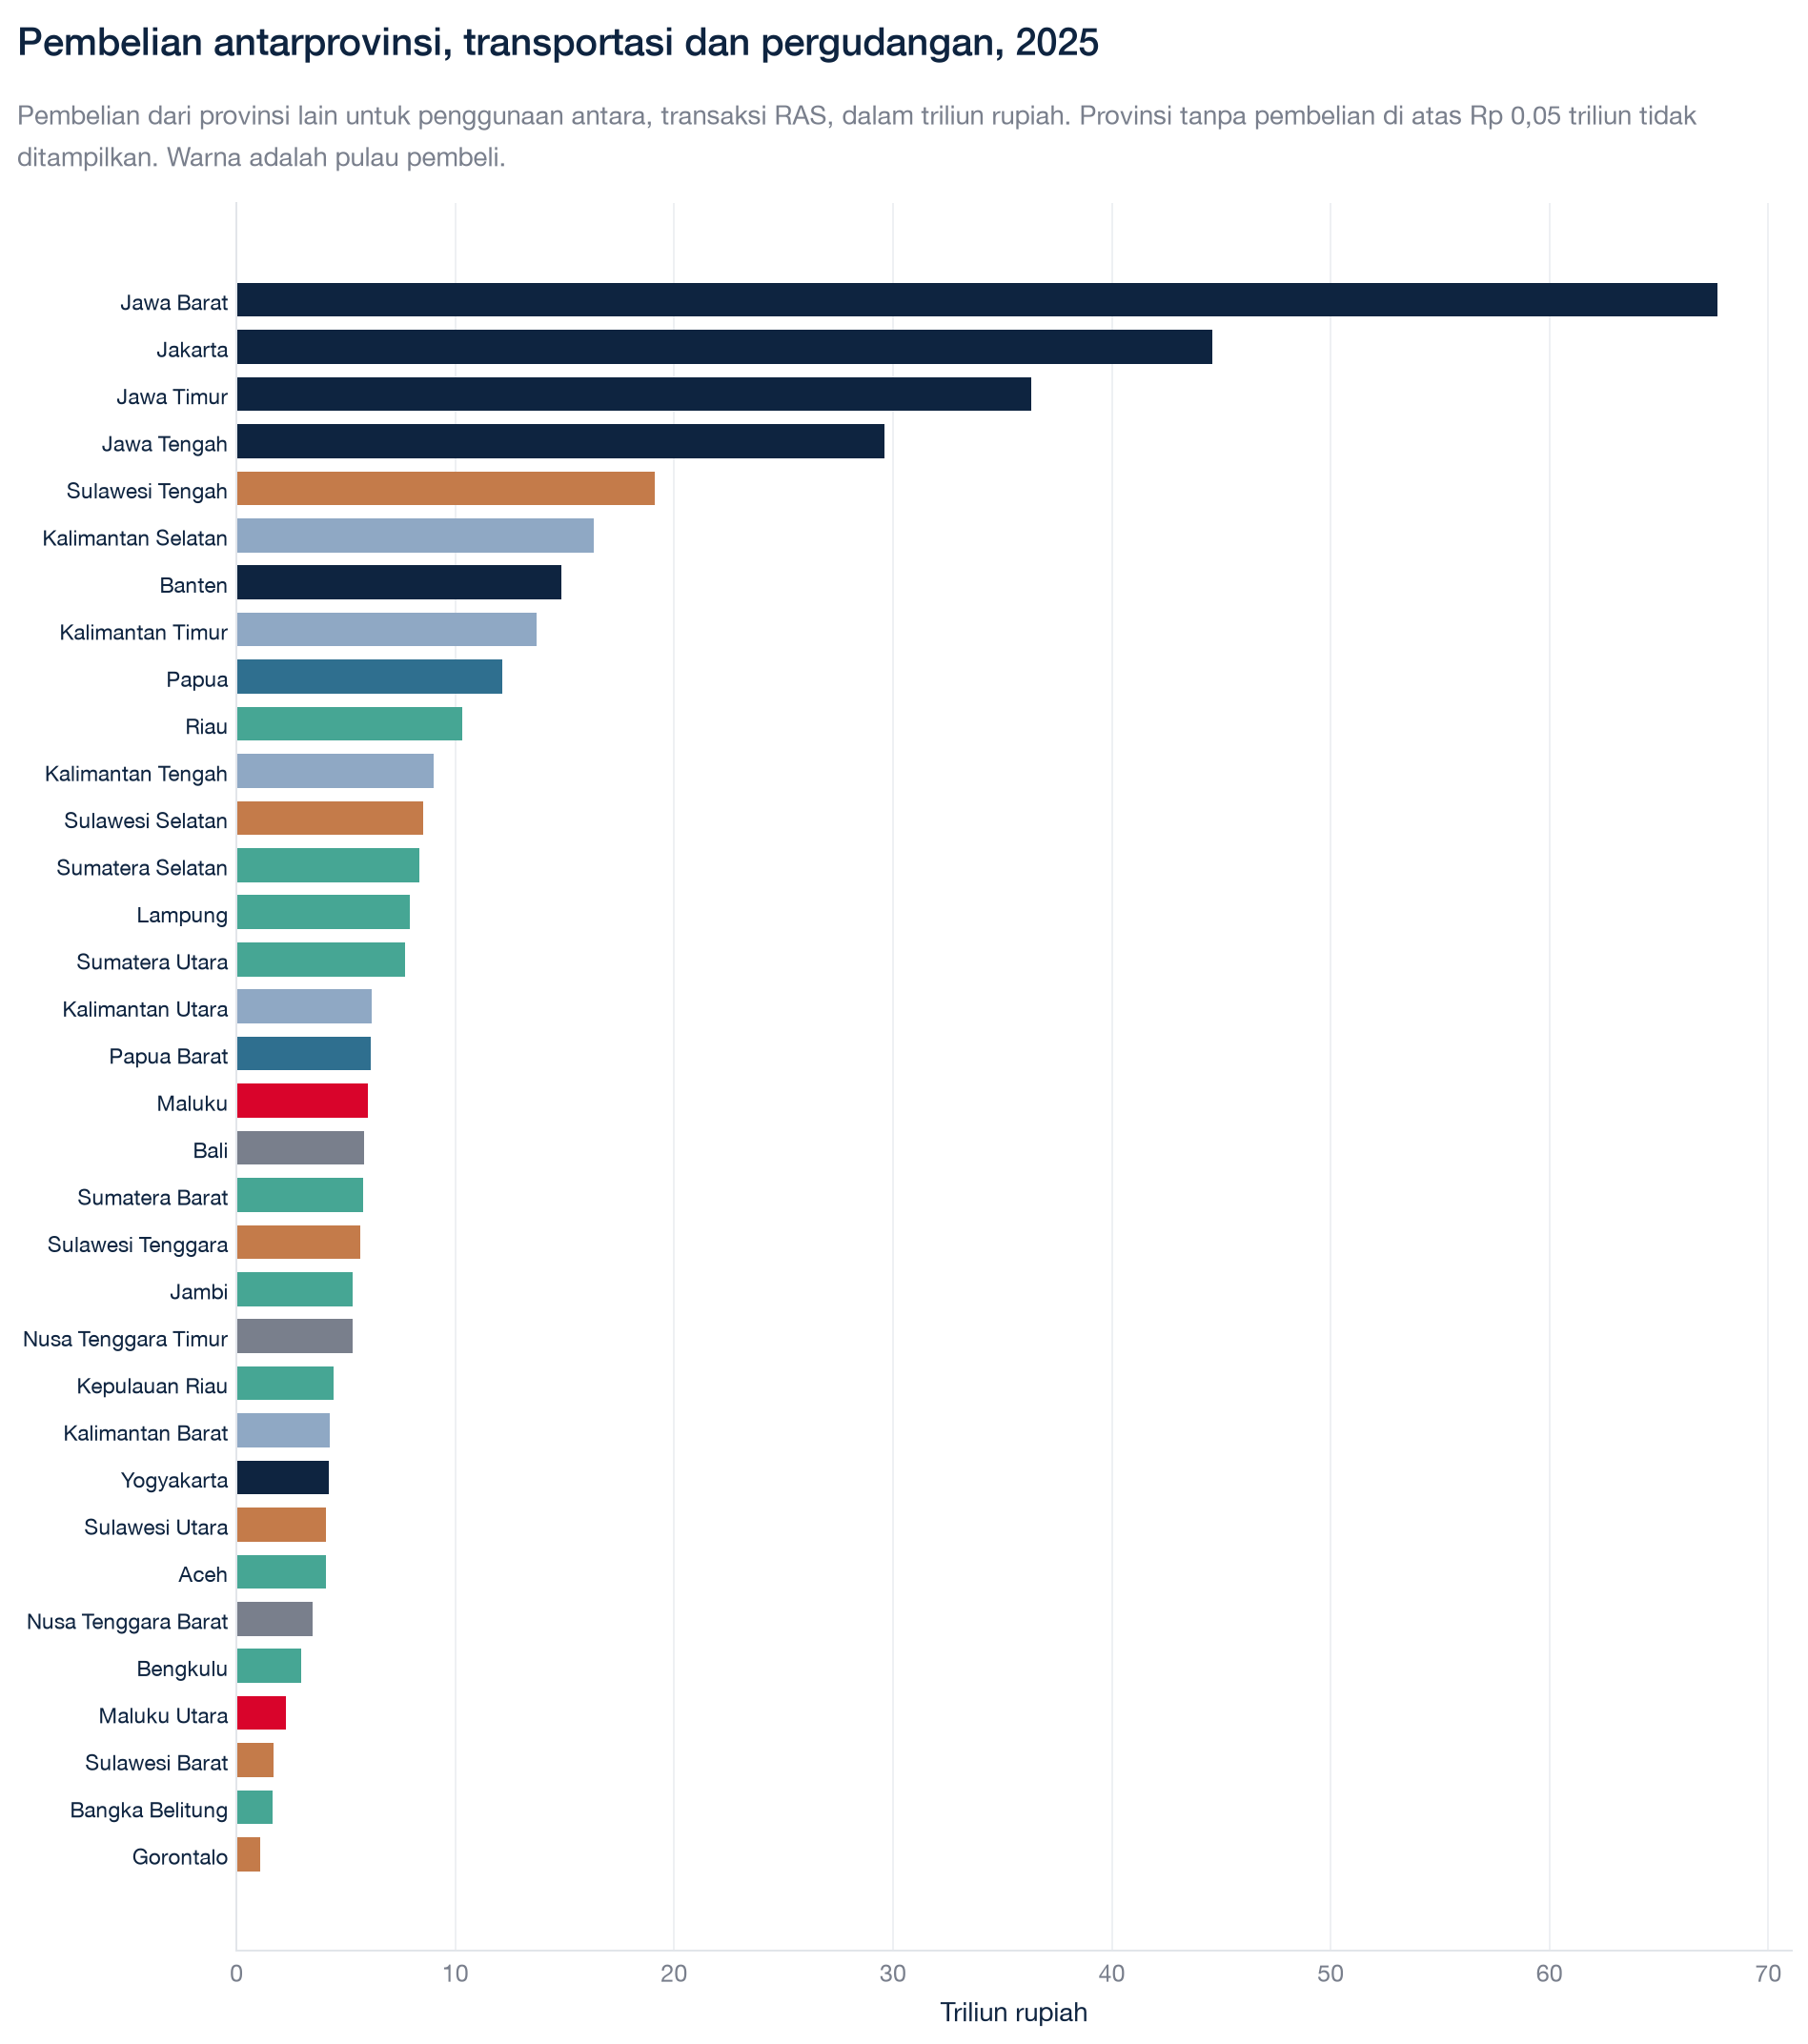 Pembelian antarprovinsi, transportasi dan pergudangan, 2025
Pembelian dari provinsi lain untuk penggunaan antara, transaksi RAS, dalam triliun rupiah. Provinsi tanpa pembelian di atas Rp 0,05 triliun tidak
ditampilkan. Warna adalah pulau pembeli.
Jawa Barat
Jakarta
Jawa Timur
Jawa Tengah
Sulawesi Tengah
Kalimantan Selatan
Banten
Kalimantan Timur
Papua
Riau
Kalimantan Tengah
Sulawesi Selatan
Sumatera Selatan
Lampung
Sumatera Utara
Kalimantan Utara
Papua Barat
Maluku
Bali
Sumatera Barat
Sulawesi Tenggara
Jambi
Nusa Tenggara Timur
Kepulauan Riau
Kalimantan Barat
Yogyakarta
Sulawesi Utara
Aceh
Nusa Tenggara Barat
Bengkulu
Maluku Utara
Sulawesi Barat
Bangka Belitung
Gorontalo
0 10 20 30 40 50 60 70
Triliun rupiah